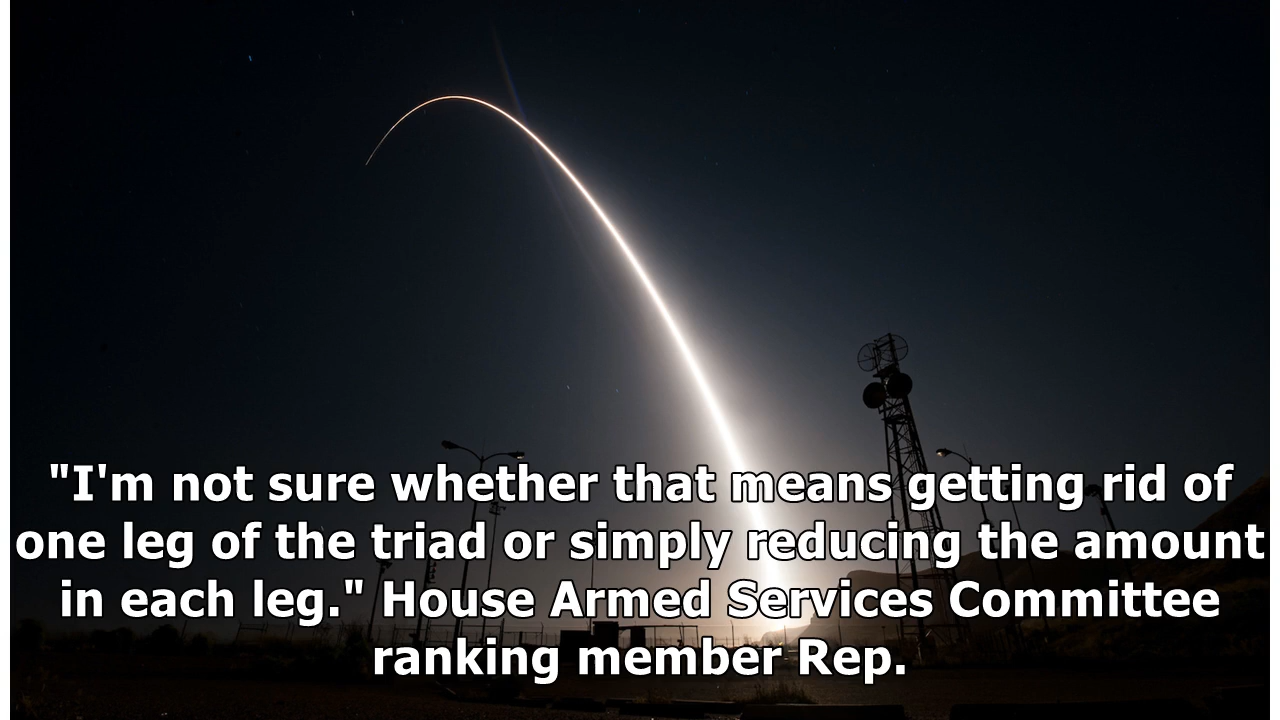 "I'm not sure whether that means getting rid of
one leg of the triad or simply reducing the amount
in each leg." House Armed Services Committee
ranking member Rep.